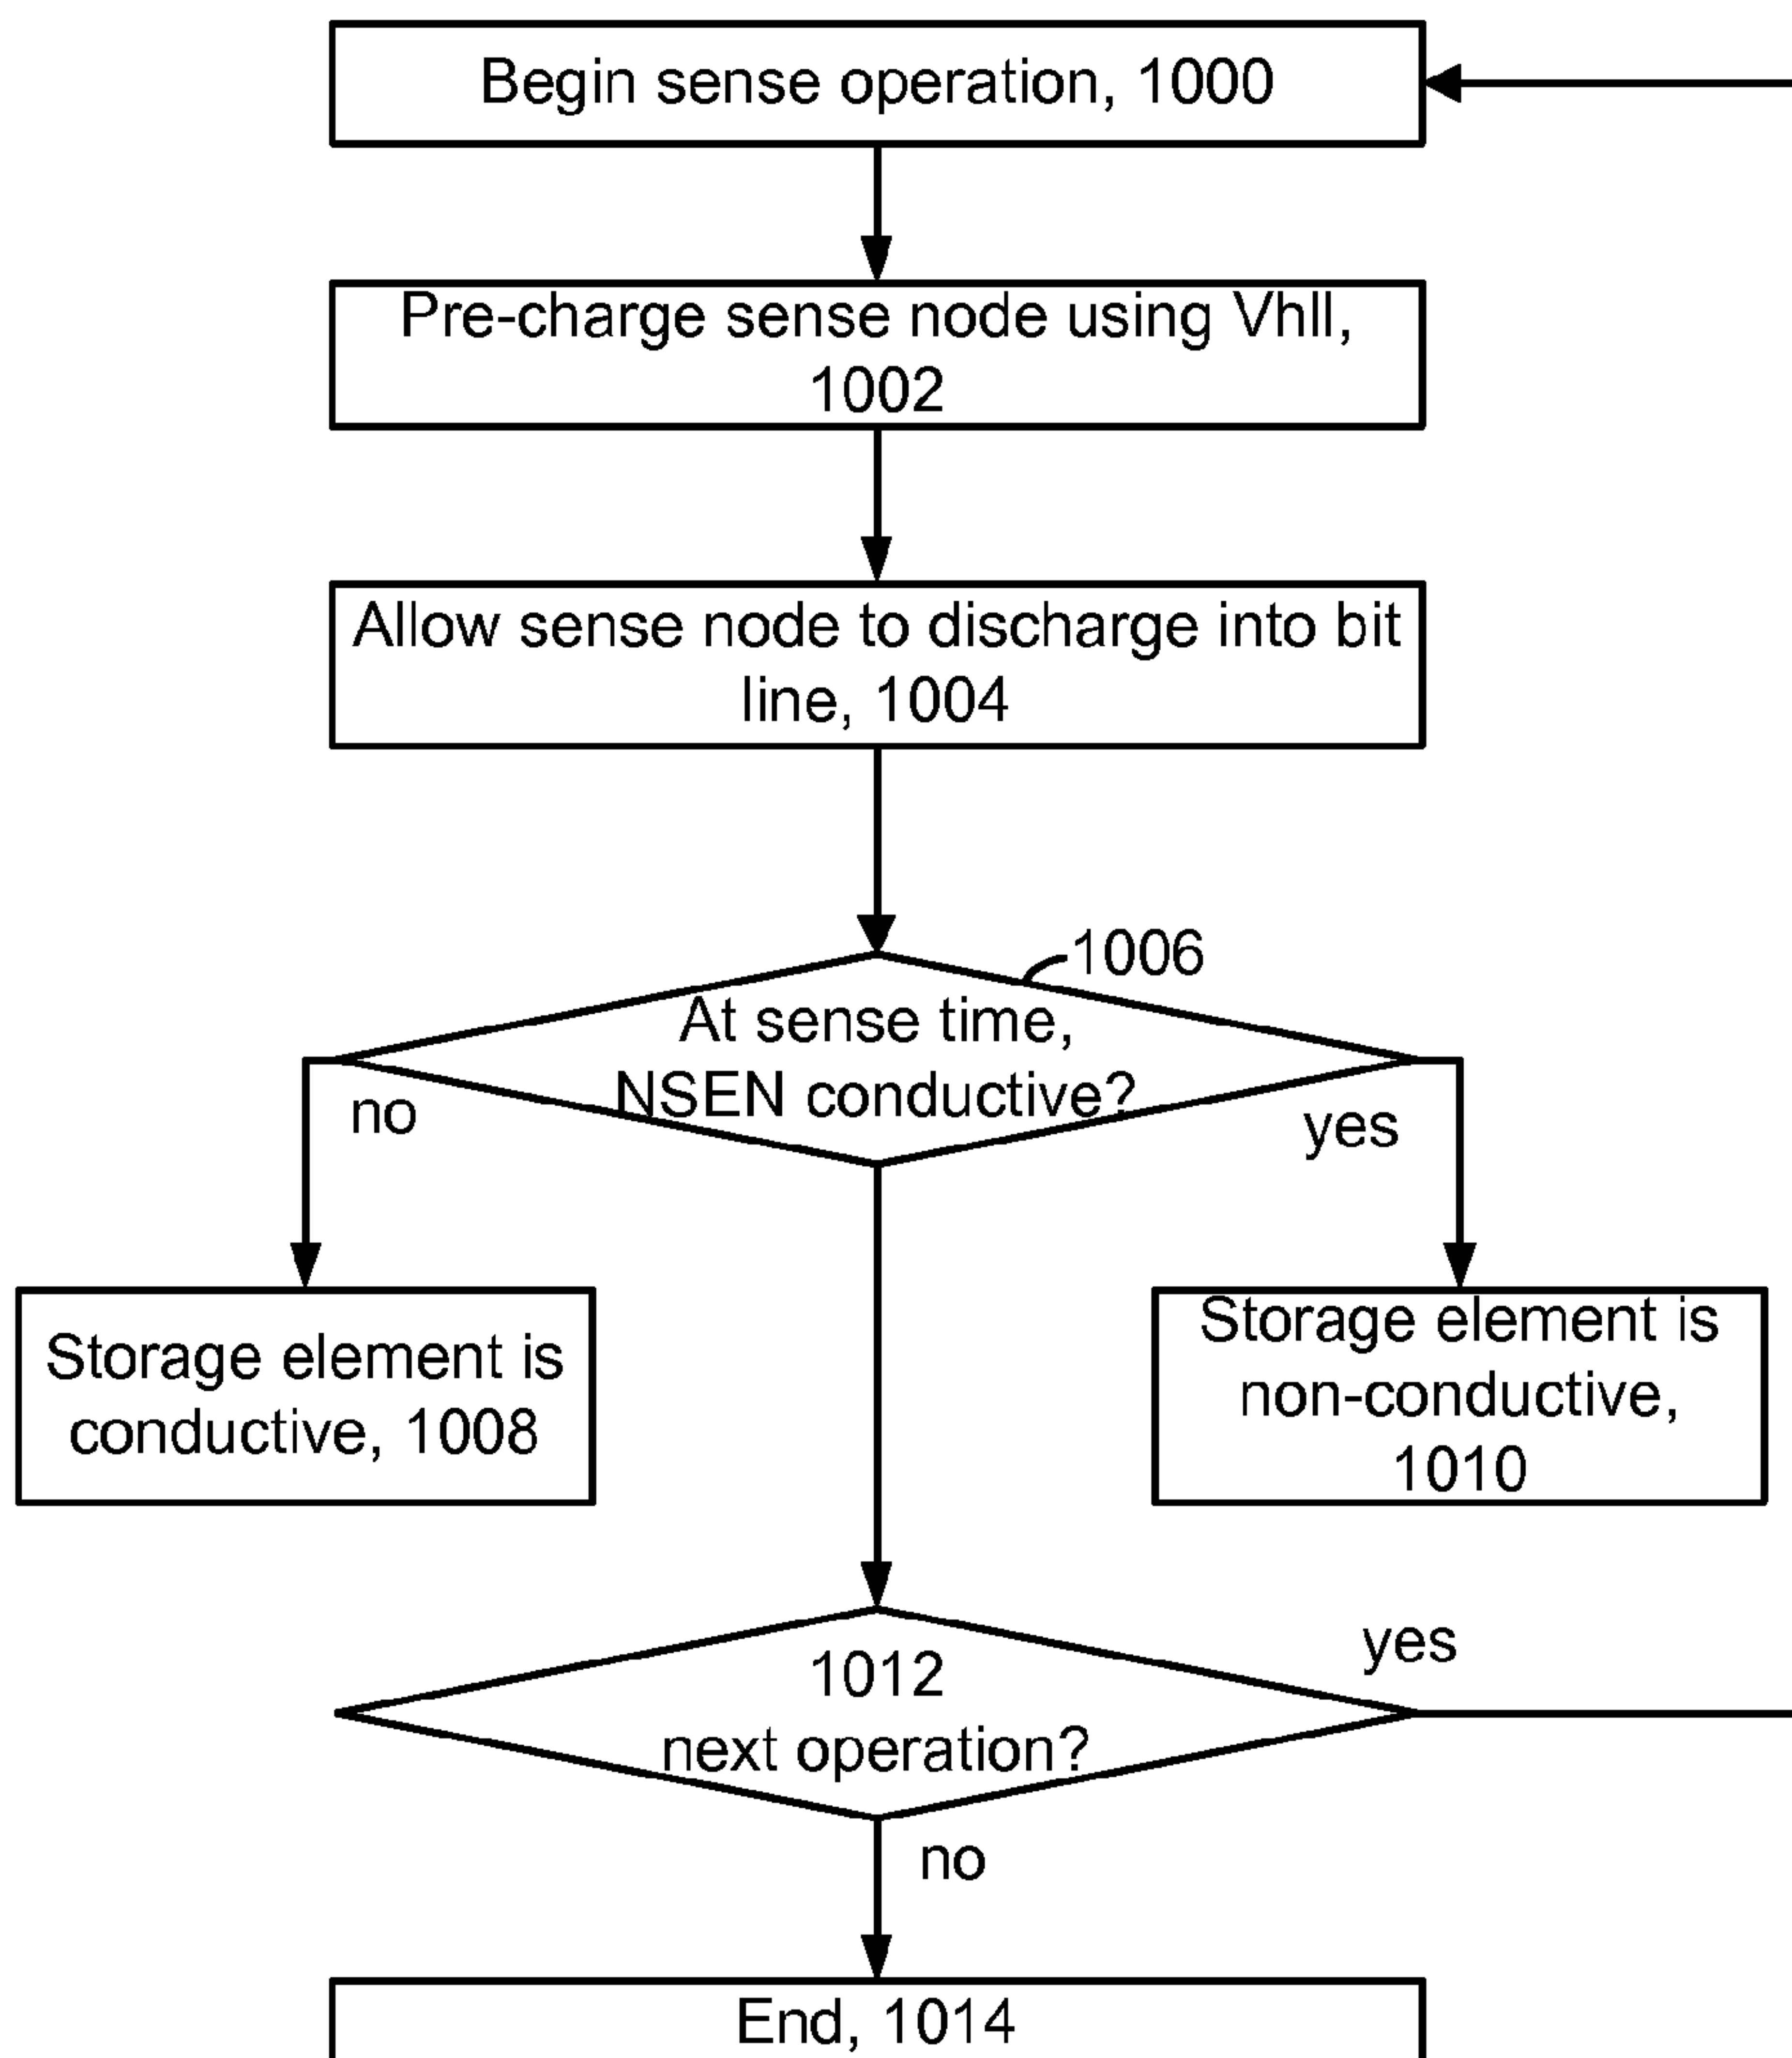 Begin sense operation, 1000
Pre-charge sense node using Vhll,
1002
Allow sense node to discharge into bit
line, 1004
1006
At sense time,
NSEN conductive?
no
yes
Storage element is
conductive, 1008
Storage element is
non-conductive,
1010
1012
next operation?
yes
no
End, 1014